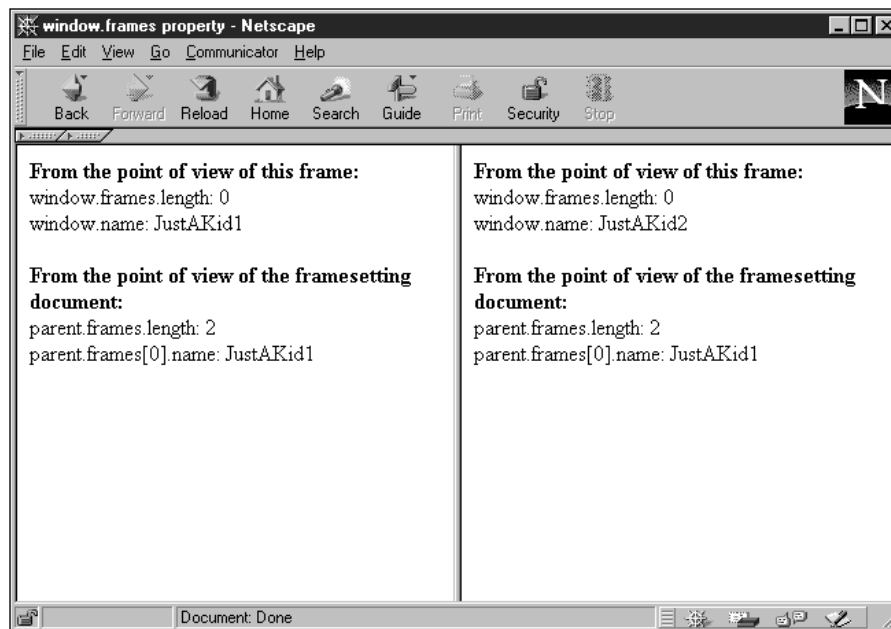 window.frames property - Netscape
File Edit View Go Communicator Help
Back Forward Reload Home Search Guide Print Security Stop
N
From the point of view of this frame:
window.frames.length: 0
window.name: JustAKid1
From the point of view of the framesetting
document:
parent.frames.length: 2
parent.frames[0].name: JustAKid1
From the point of view of this frame:
window.frames.length: 0
window.name: JustAKid2
From the point of view of the framesetting
document:
parent.frames.length: 2
parent.frames[0].name: JustAKid1
Document: Done